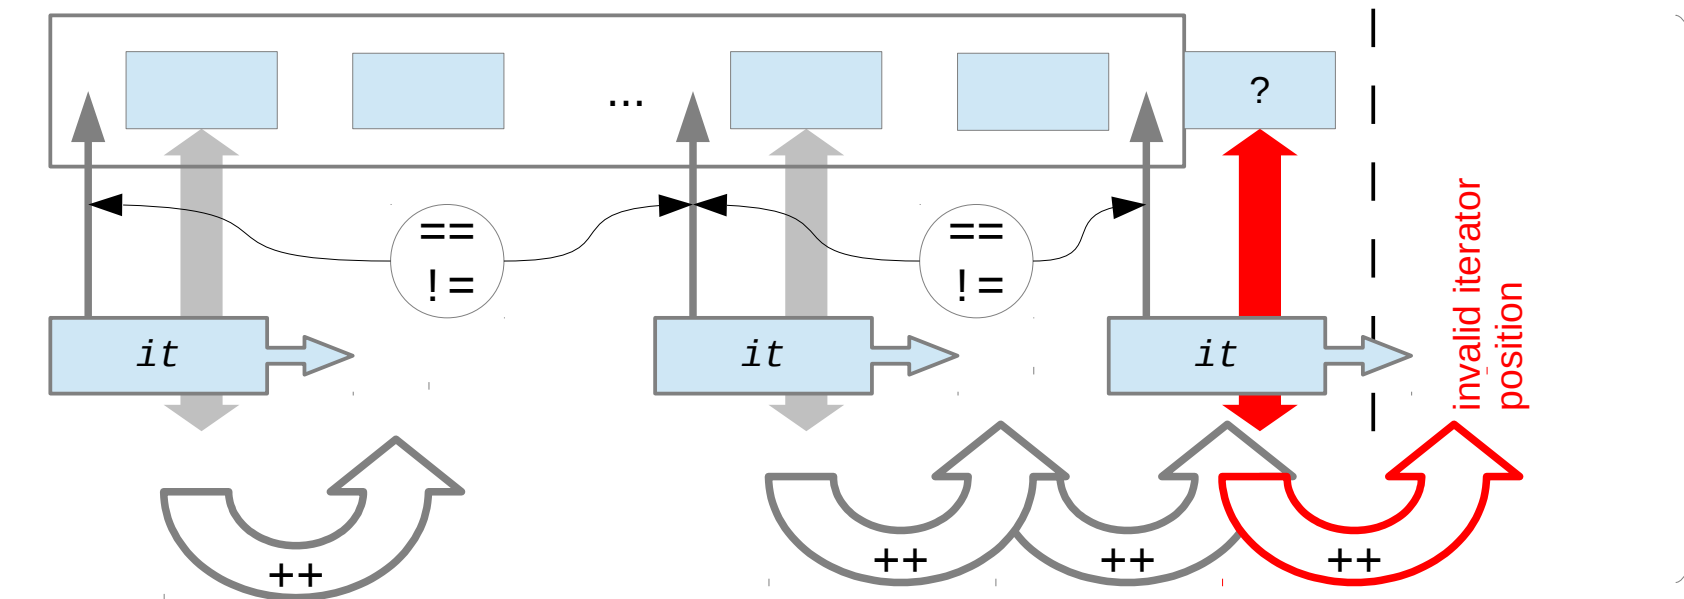 ... ?
==
!=
==
!=
it it it
invalid iterator
position
++ ++ ++ ++